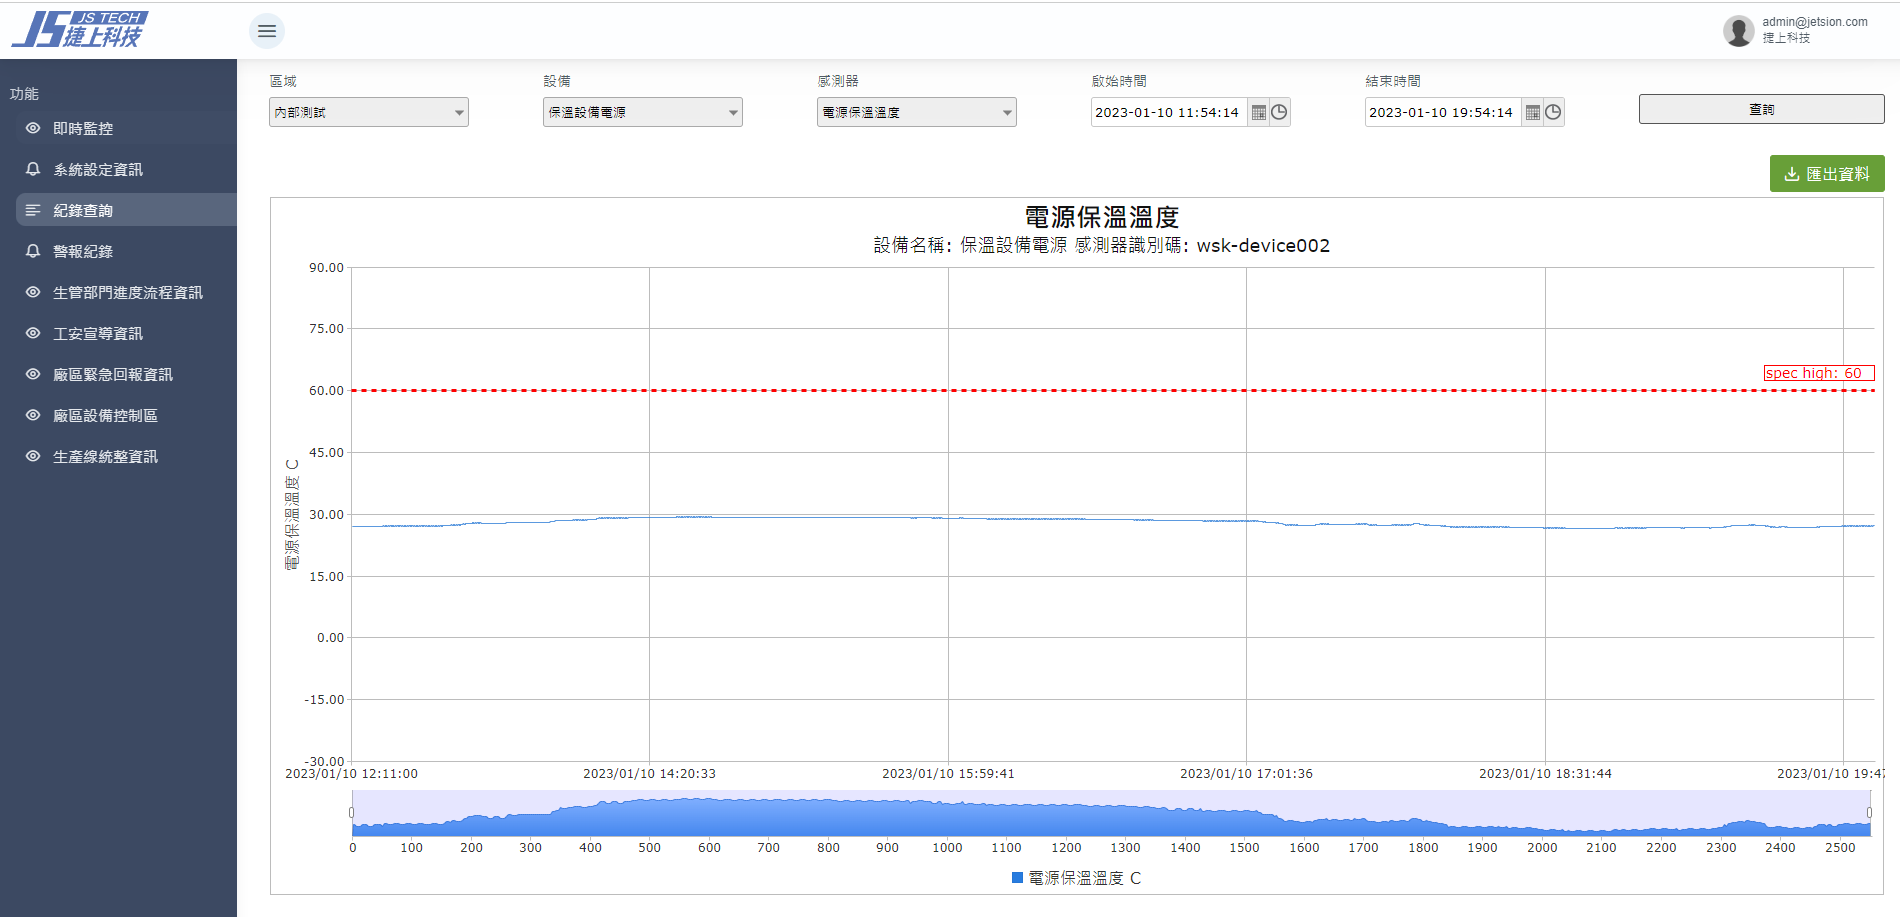 JS TECH
捷上科技
admin@jetsion.com
捷上科技
功能
即時監控
系統設定資訊
紀錄查詢
警報紀錄
生管部門進度流程資訊
工安宣導資訊
廠區緊急回報資訊
廠區設備控制區
生產線統整資訊
區域
設備
感測器
啟始時間
結束時間
內部測試
保溫設備電源
電源保溫溫度
2023-01-10 11:54:14
2023-01-10 19:54:14
查詢
匯出資料
電源保溫溫度
設備名稱: 保溫設備電源 感測器識別碼: wsk-device002
90.00
75.00
60.00
45.00
30.00
15.00
0.00
-15.00
-30.00
spec high: 60
電源保溫溫度 C
2023/01/10 12:11:00
2023/01/10 14:20:33
2023/01/10 15:59:41
2023/01/10 17:01:36
2023/01/10 18:31:44
2023/01/10 19:47
0 100 200 300 400 500 600 700 800 900 1000 1100 1200 1300 1400 1500 1600 1700 1800 1900 2000 2100 2200 2300 2400 2500
電源保溫溫度 C